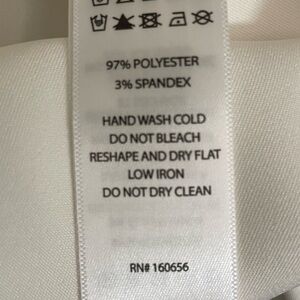 97% POLYESTER
3% SPANDEX
HAND WASH COLD
DO NOT BLEACH
RESHAPE AND DRY FLAT
LOW IRON
DO NOT DRY CLEAN
RN# 160656